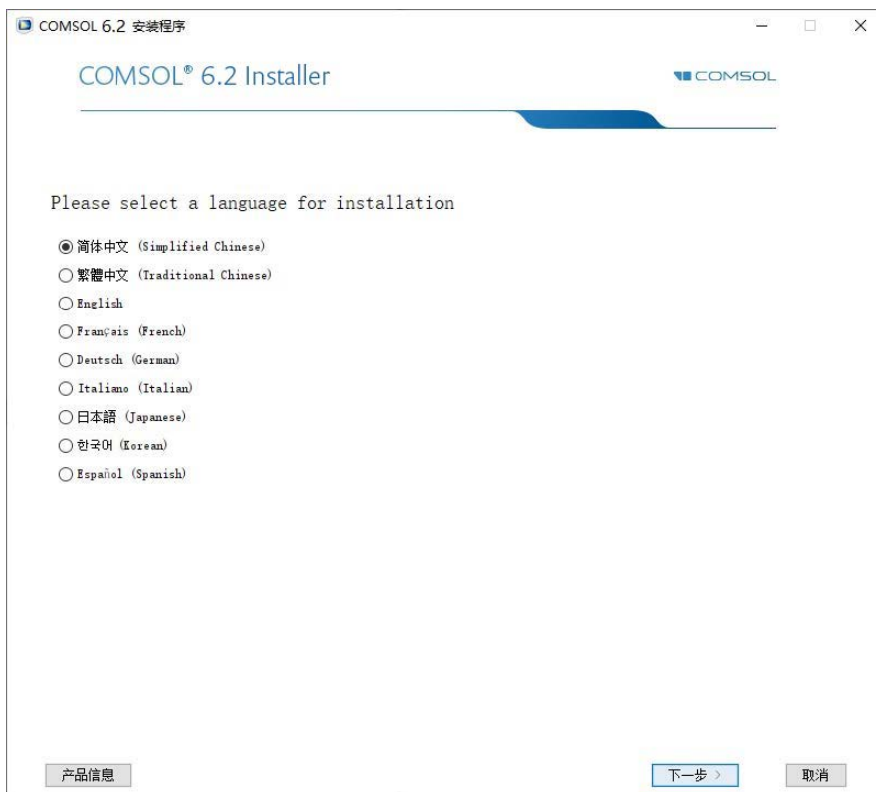 COMSOL 6.2 安装程序
COMSOL® 6.2 Installer
COMSOL
Please select a language for installation
简体中文 (Simplified Chinese)
繁體中文 (Traditional Chinese)
English
Français (French)
Deutsch (German)
Italiano (Italian)
日本語 (Japanese)
한국어 (Korean)
Español (Spanish)
产品信息 下一步 > 取消